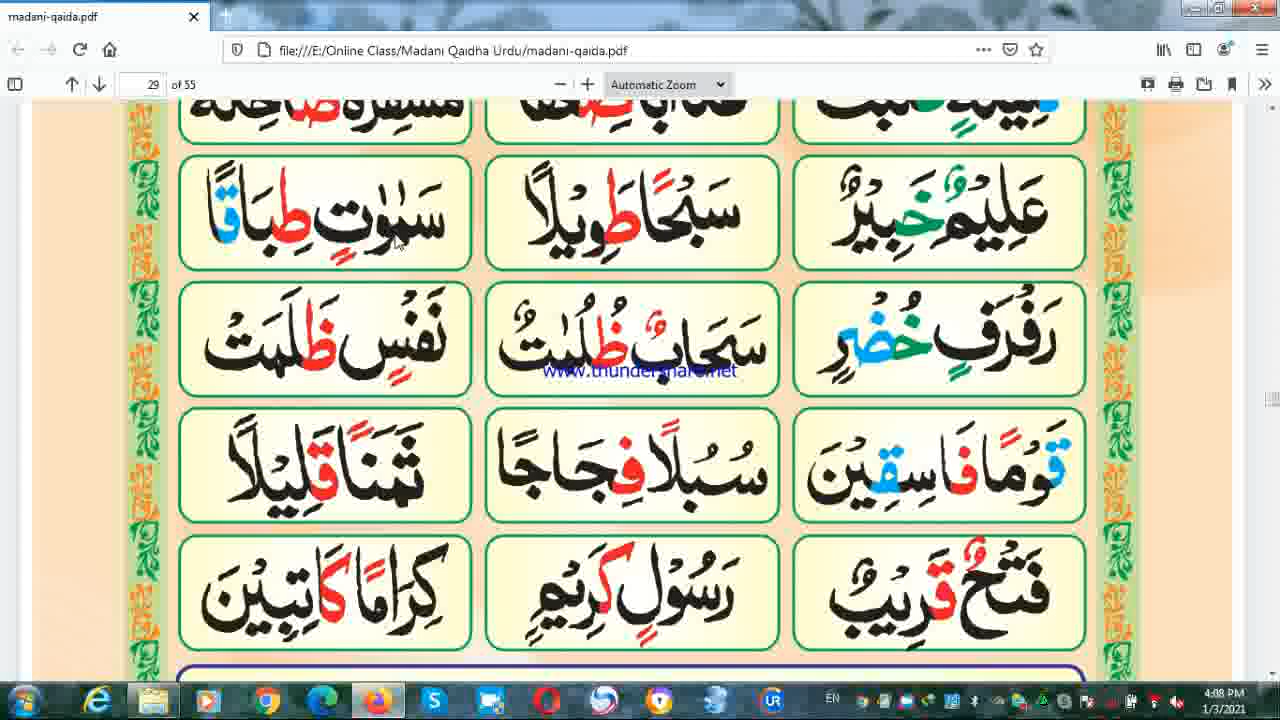 madani-qaida.pdf
file:///E:/Online Class/Madani Qaidha Urdu/madani-qaida.pdf
29 of 55
Automatic Zoom
عَلِيْمٌ خَبِيْرٌ سَبْحًا طَوِيْلًا سَمٰوٰتٍ طِبَاقًا
رَفْرَفٍ خُضْرٍ سَحَابٌ ظُلُمٰتٌ نَفْسٍ ظَلَمَتْ
www.thundershare.net
قَوْمًا فَاسِقِيْنَ سُبُلًا فِجَاجًا ثَمَنًا قَلِيْلًا
فَتْحٌ قَرِيْبٌ رَسُوْلٍ كَرِيْمٍ كِرَامًا كَاتِبِيْنَ
EN
4:08 PM
1/3/2021